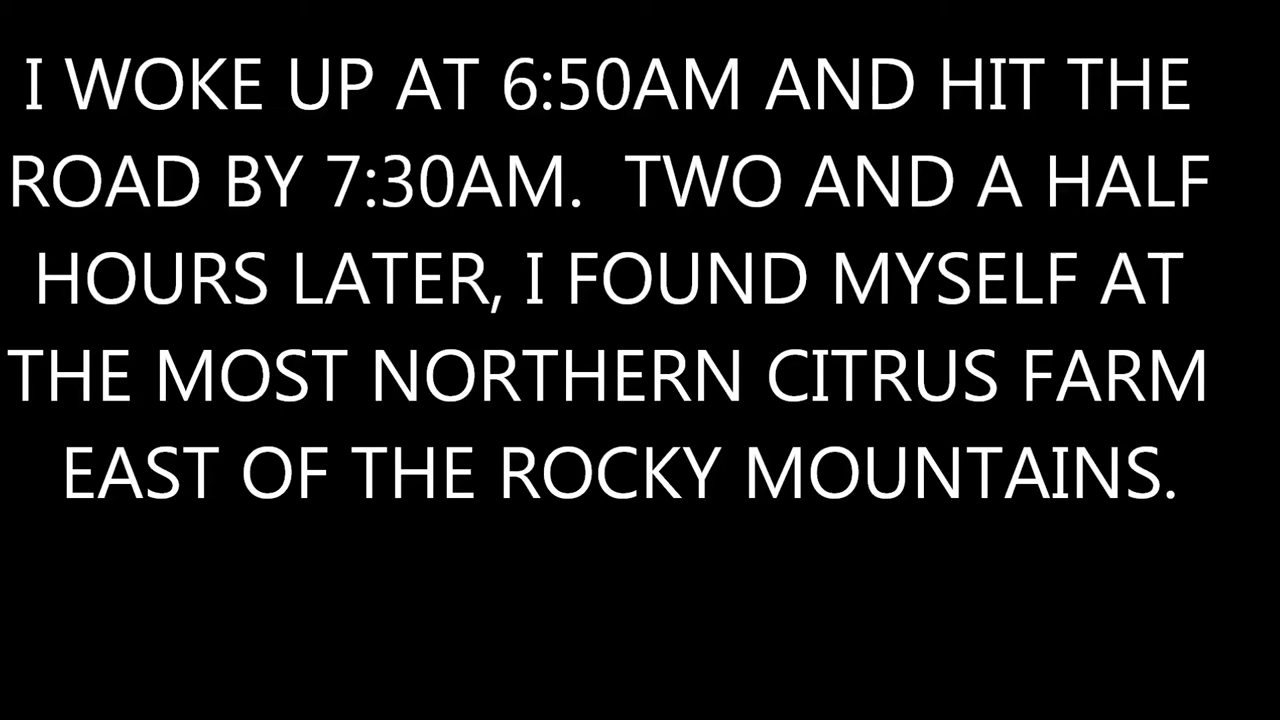 I WOKE UP AT 6:50AM AND HIT THE
ROAD BY 7:30AM.  TWO AND A HALF
HOURS LATER, I FOUND MYSELF AT
THE MOST NORTHERN CITRUS FARM
EAST OF THE ROCKY MOUNTAINS.